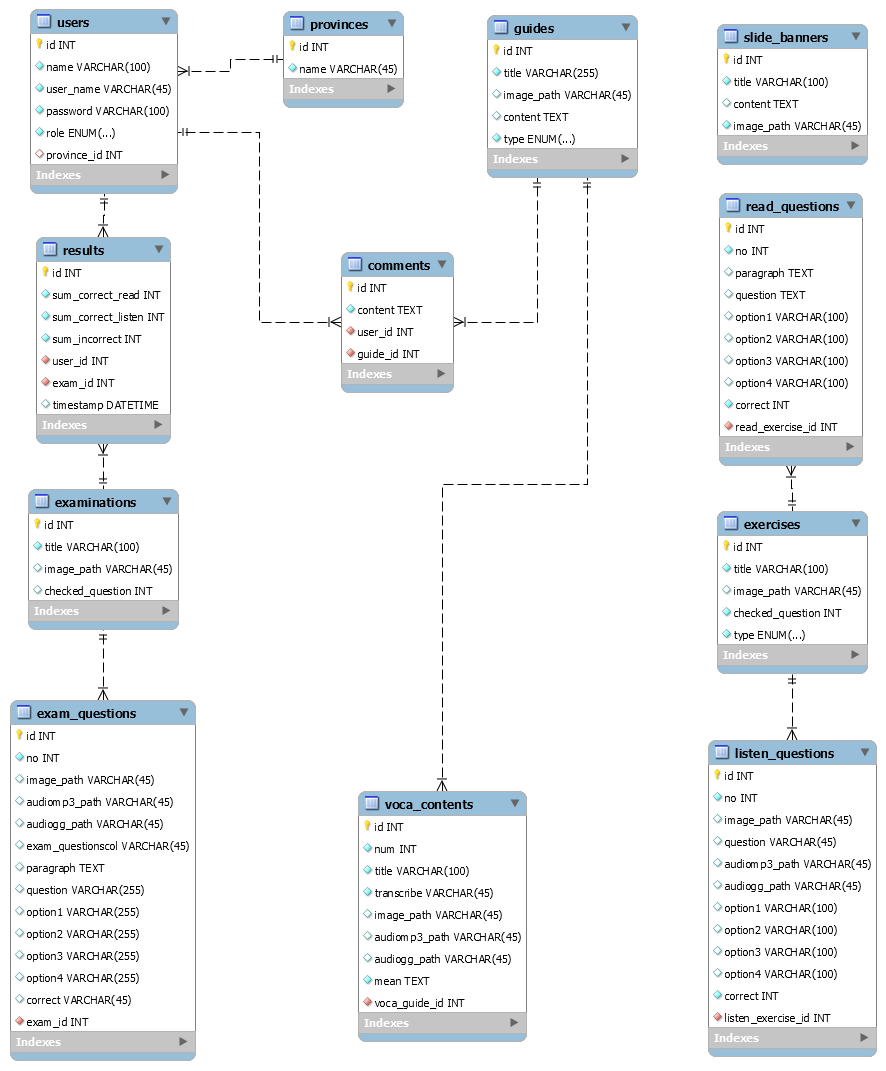 users
id INT
name VARCHAR(100)
user_name VARCHAR(45)
password VARCHAR(100)
role ENUM(...)
province_id INT
Indexes
provinces
id INT
name VARCHAR(45)
Indexes
guides
id INT
title VARCHAR(255)
image_path VARCHAR(45)
content TEXT
type ENUM(...)
Indexes
slide_banners
id INT
title VARCHAR(100)
content TEXT
image_path VARCHAR(45)
Indexes
read_questions
id INT
no INT
paragraph TEXT
question TEXT
option1 VARCHAR(100)
option2 VARCHAR(100)
option3 VARCHAR(100)
option4 VARCHAR(100)
correct INT
read_exercise_id INT
Indexes
results
id INT
sum_correct_read INT
sum_correct_listen INT
sum_incorrect INT
user_id INT
exam_id INT
timestamp DATETIME
Indexes
comments
id INT
content TEXT
user_id INT
guide_id INT
Indexes
examinations
id INT
title VARCHAR(100)
image_path VARCHAR(45)
checked_question INT
Indexes
exercises
id INT
title VARCHAR(100)
image_path VARCHAR(45)
checked_question INT
type ENUM(...)
Indexes
exam_questions
id INT
no INT
image_path VARCHAR(45)
audiomp3_path VARCHAR(45)
audiogg_path VARCHAR(45)
exam_questionscol VARCHAR(45)
paragraph TEXT
question VARCHAR(255)
option1 VARCHAR(255)
option2 VARCHAR(255)
option3 VARCHAR(255)
option4 VARCHAR(255)
correct VARCHAR(45)
exam_id INT
Indexes
voca_contents
id INT
num INT
title VARCHAR(100)
transcribe VARCHAR(45)
image_path VARCHAR(45)
audiomp3_path VARCHAR(45)
audiogg_path VARCHAR(45)
mean TEXT
voca_guide_id INT
Indexes
listen_questions
id INT
no INT
image_path VARCHAR(45)
question VARCHAR(45)
audiomp3_path VARCHAR(45)
audiogg_path VARCHAR(45)
option1 VARCHAR(100)
option2 VARCHAR(100)
option3 VARCHAR(100)
option4 VARCHAR(100)
correct INT
listen_exercise_id INT
Indexes